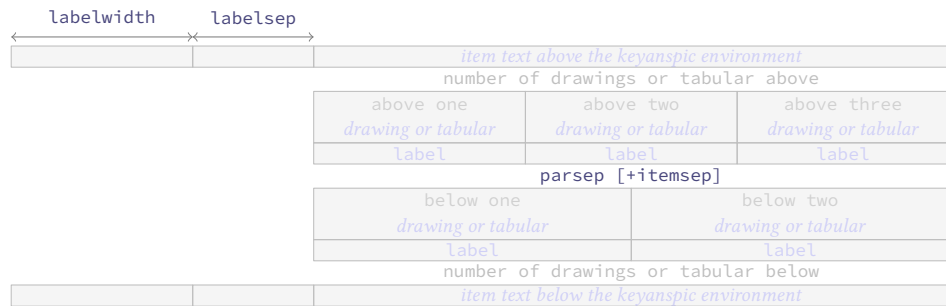 labelwidth labelsep
item text above the keyanspic environment
number of drawings or tabular above
above one above two above three
drawing or tabular drawing or tabular drawing or tabular
label label label
parsep [+itemsep]
below one below two
drawing or tabular drawing or tabular
label label
number of drawings or tabular below
item text below the keyanspic environment